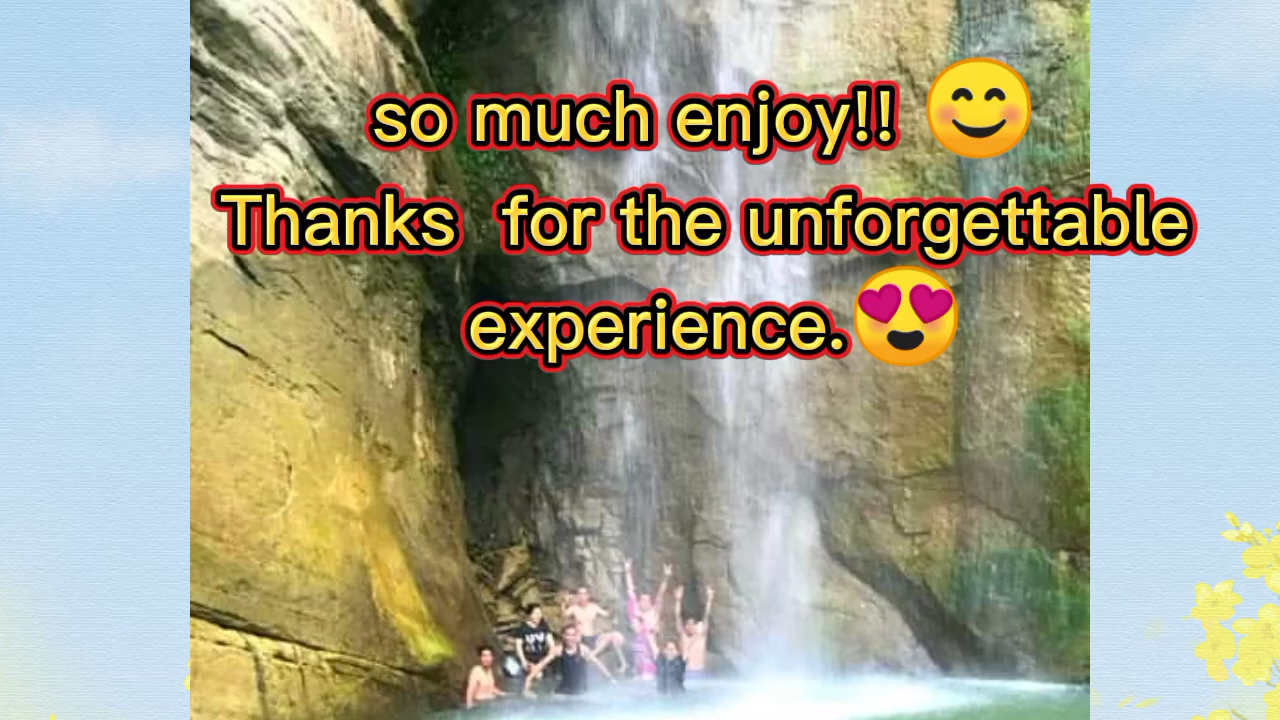 so much enjoy!! 😊
Thanks for the unforgettable
experience.😍